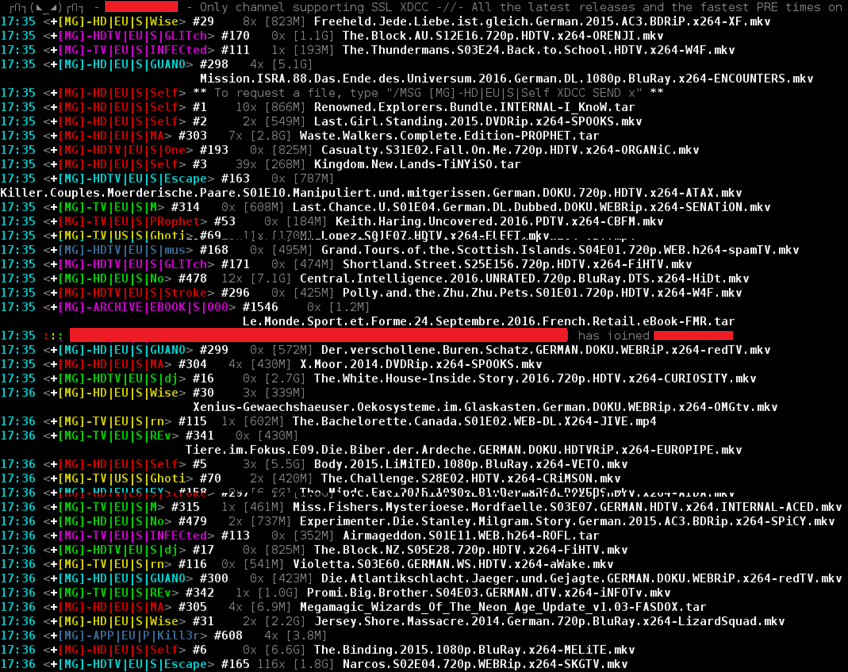 - Only channel supporting SSL XDCC -//- All the latest releases and the fastest PRE times on
17:35 <+[MG]-HD|EU|S|Wise> #29 8x [823M] Freeheld.Jede.Liebe.ist.gleich.German.2015.AC3.BDRiP.x264-XF.mkv
17:35 <+[MG]-HDTV|EU|S|GLITch> #170 0x [1.1G] The.Block.AU.S12E16.720p.HDTV.x264-ORENJI.mkv
17:35 <+[MG]-TV|EU|S|INFECted> #111 1x [193M] The.Thundermans.S03E24.Back.to.School.HDTV.x264-W4F.mkv
17:35 <+[MG]-HD|EU|S|GUANO> #298 4x [5.1G]
Mission.ISRA.88.Das.Ende.des.Universum.2016.German.DL.1080p.BluRay.x264-ENCOUNTERS.mkv
17:35 <+[MG]-HD|EU|S|Self> ** To request a file, type "/MSG [MG]-HD|EU|S|Self XDCC SEND x" **
17:35 <+[MG]-HD|EU|S|Self> #1 10x [866M] Renowned.Explorers.Bundle.INTERNAL-I_KnoW.tar
17:35 <+[MG]-HD|EU|S|Self> #2 2x [549M] Last.Girl.Standing.2015.DVDRip.x264-SPOOKS.mkv
17:35 <+[MG]-HD|EU|S|MA> #303 7x [2.8G] Waste.Walkers.Complete.Edition-PROPHET.tar
17:35 <+[MG]-HDTV|EU|S|One> #193 0x [825M] Casualty.S31E02.Fall.On.Me.720p.HDTV.x264-ORGANiC.mkv
17:35 <+[MG]-HD|EU|S|Self> #3 39x [268M] Kingdom.New.Lands-TiNYiSO.tar
17:35 <+[MG]-HD|EU|S|Escape> #163 0x [787M]
Killer.Couples.Moerderische.Paare.S01E10.Manipuliert.und.mitgerissen.German.DOKU.720p.HDTV.x264-ATAX.mkv
17:35 <+[MG]-TV|EU|S|M> #314 0x [608M] Last.Chance.U.S01E04.German.DL.Dubbed.DOKU.WEBRip.x264-SENATiON.mkv
17:35 <+[MG]-TV|EU|S|PRophet> #53 0x [184M] Keith.Haring.Uncovered.2016.PDTV.x264-CBFM.mkv
17:35 <+[MG]-TV|US|S|Ghoti> #69 11x [170M] Lopez.S01E07.HDTV.x264-FLEET.mkv
17:35 <+[MG]-HDTV|EU|S|mus> #168 0x [495M] Grand.Tours.of.the.Scottish.Islands.S04E01.720p.WEB.h264-spamTV.mkv
17:35 <+[MG]-HDTV|EU|S|GLITch> #171 0x [474M] Shortland.Street.S25E156.720p.HDTV.x264-FiHTV.mkv
17:35 <+[MG]-HD|EU|S|No> #478 12x [7.1G] Central.Intelligence.2016.UNRATED.720p.BluRay.DTS.x264-HiDt.mkv
17:35 <+[MG]-HDTV|EU|S|Stroke> #296 0x [425M] Polly.and.the.Zhu.Zhu.Pets.S01E01.720p.HDTV.x264-W4F.mkv
17:35 <+[MG]-ARCHIVE|EBOOK|S|000> #1546 0x [1.2M]
Le.Monde.Sport.et.Forme.24.Septembre.2016.French.Retail.eBook-FMR.tar
17:35 ::: has joined
17:35 <+[MG]-HD|EU|S|GUANO> #299 0x [572M] Der.verschollene.Buren.Schatz.GERMAN.DOKU.WEBRiP.x264-redTV.mkv
17:35 <+[MG]-HD|EU|S|MA> #304 4x [430M] X.Moor.2014.DVDRip.x264-SPOOKS.mkv
17:35 <+[MG]-HDTV|EU|S|dj> #16 0x [2.7G] The.White.House-Inside.Story.2016.720p.HDTV.x264-CURIOSITY.mkv
17:35 <+[MG]-HD|EU|S|Wise> #30 3x [339M]
Xenius-Gewaechshaeuser.Oekosysteme.im.Glaskasten.German.DOKU.WEBRip.x264-OMGtv.mkv
17:36 <+[MG]-TV|EU|S|rn> #115 1x [602M] The.Bachelorette.Canada.S01E02.WEB-DL.X264-JIVE.mp4
17:36 <+[MG]-TV|EU|S|REv> #341 0x [430M]
Tiere.im.Fokus.E09.Die.Biber.der.Ardeche.GERMAN.DOKU.HDTVRiP.x264-EUROPIPE.mkv
17:36 <+[MG]-HD|EU|S|Self> #5 3x [5.5G] Body.2015.LiMiTED.1080p.BluRay.x264-VETO.mkv
17:36 <+[MG]-TV|US|S|Ghoti> #70 2x [420M] The.Challenge.S28E02.HDTV.x264-CRiMSON.mkv
17:36 <+[MG]-TV|EU|S|M> #315 1x [461M] Miss.Fishers.Mysterioese.Mordfaelle.S03E07.GERMAN.HDTV.x264.INTERNAL-ACED.mkv
17:36 <+[MG]-HD|EU|S|No> #479 2x [737M] Experimenter.Die.Stanley.Milgram.Story.German.2015.AC3.BDRip.x264-SPiCY.mkv
17:36 <+[MG]-TV|EU|S|INFECted> #113 0x [352M] Airmageddon.S01E11.WEB.h264-ROFL.tar
17:36 <+[MG]-HDTV|EU|S|dj> #17 0x [825M] The.Block.NZ.S05E28.720p.HDTV.x264-FiHTV.mkv
17:36 <+[MG]-TV|EU|S|rn> #116 0x [541M] Violetta.S03E60.GERMAN.WS.HDTV.x264-aWake.mkv
17:36 <+[MG]-HD|EU|S|GUANO> #300 0x [423M] Die.Atlantikschlacht.Jaeger.und.Gejagte.GERMAN.DOKU.WEBRiP.x264-redTV.mkv
17:36 <+[MG]-TV|EU|S|REv> #342 1x [1.0G] Promi.Big.Brother.S04E03.GERMAN.dTV.x264-iNFOTv.mkv
17:36 <+[MG]-HD|EU|S|MA> #305 4x [6.9M] Megamagic_Wizards_Of_The_Neon_Age_Update_v1.03-FASDOX.tar
17:36 <+[MG]-HD|EU|S|Wise> #31 2x [2.2G] Jersey.Shore.Massacre.2014.German.DL.1080p.BluRay.x264-LizardSquad.mkv
17:36 <+[MG]-APP|EU|P|Kill3r> #608 4x [3.8M]
17:36 <+[MG]-HD|EU|S|Self> #6 0x [6.6G] The.Binding.2015.1080p.BluRay.x264-MELiTE.mkv
17:36 <+[MG]-HDTV|EU|S|Escape> #165 116x [1.8G] Narcos.S02E04.720p.WEBRip.x264-SKGTV.mkv